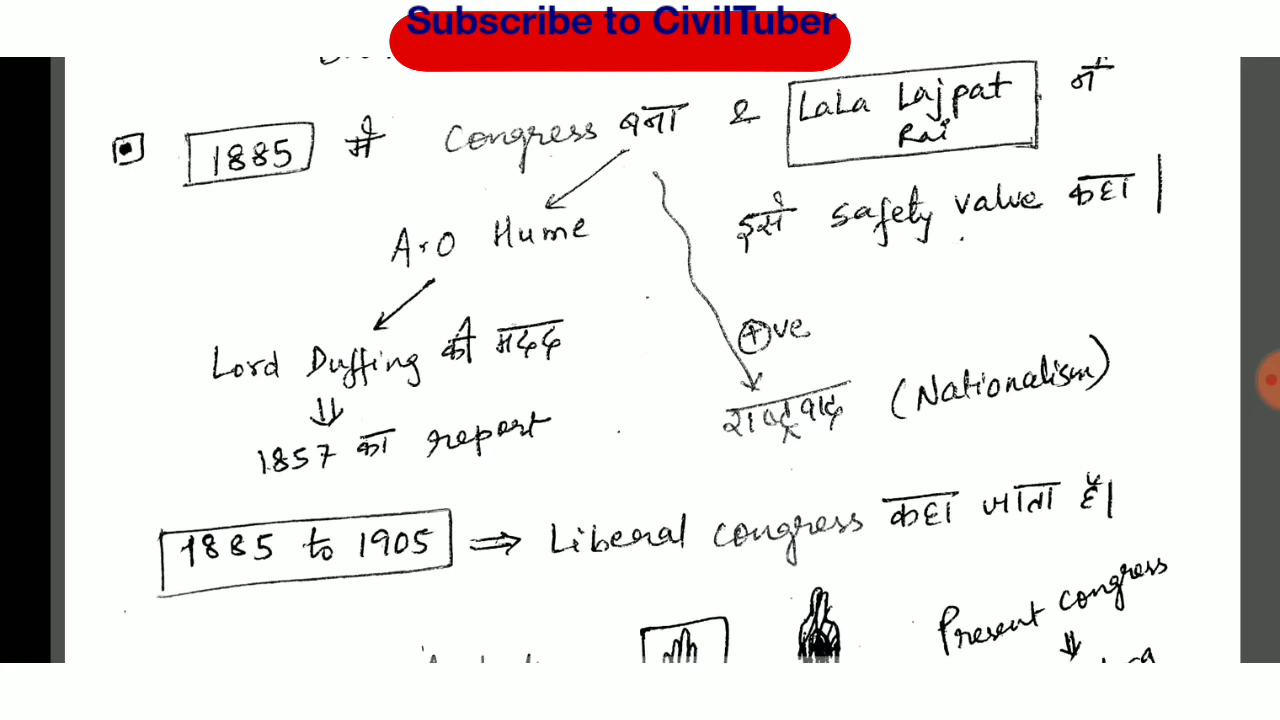 Subscribe to CivilTuber
1885 में Congress बना & LaLa Lajpat Rai ने
इसे safety valve कहा |
A.O Hume
Lord Duffing की मदद
+ve
1857 का report
राष्ट्रवाद (Nationalism)
1885 to 1905 ⇒ Liberal congress कहा जाता है|
Present congress